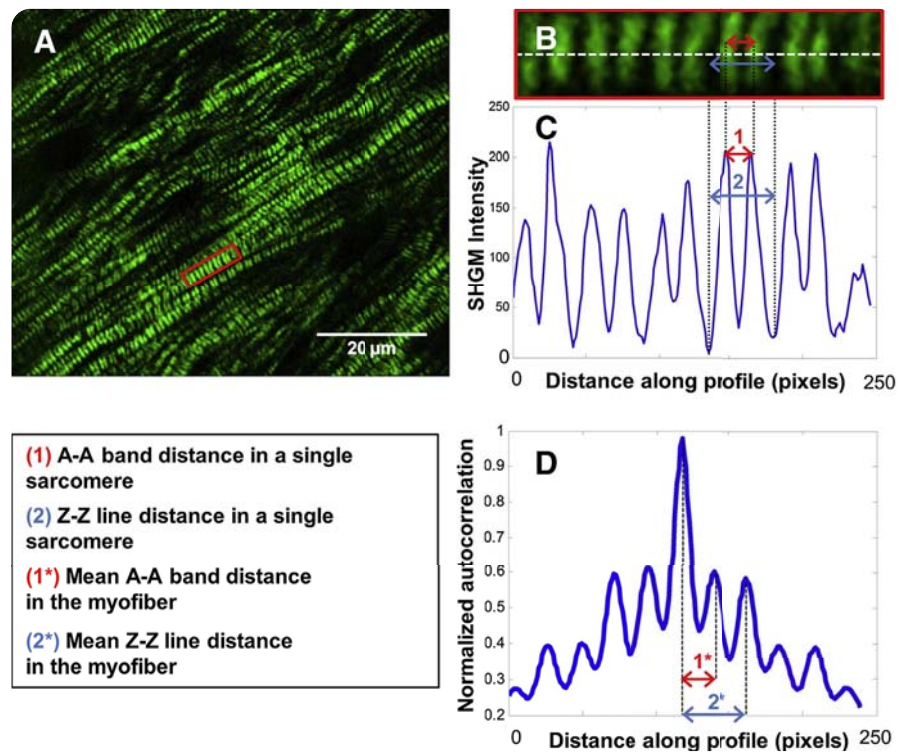 A
20 µm
B
C
250
200
150
100
50
0
SHGM Intensity
1
2
0
Distance along profile (pixels)
250
(1) A-A band distance in a single
sarcomere
(2) Z-Z line distance in a single
sarcomere
(1*) Mean A-A band distance
in the myofiber
(2*) Mean Z-Z line distance
in the myofiber
D
1
0.9
0.8
0.7
0.6
0.5
0.4
0.3
0.2
Normalized autocorrelation
1*
2*
0
Distance along profile (pixels)
250